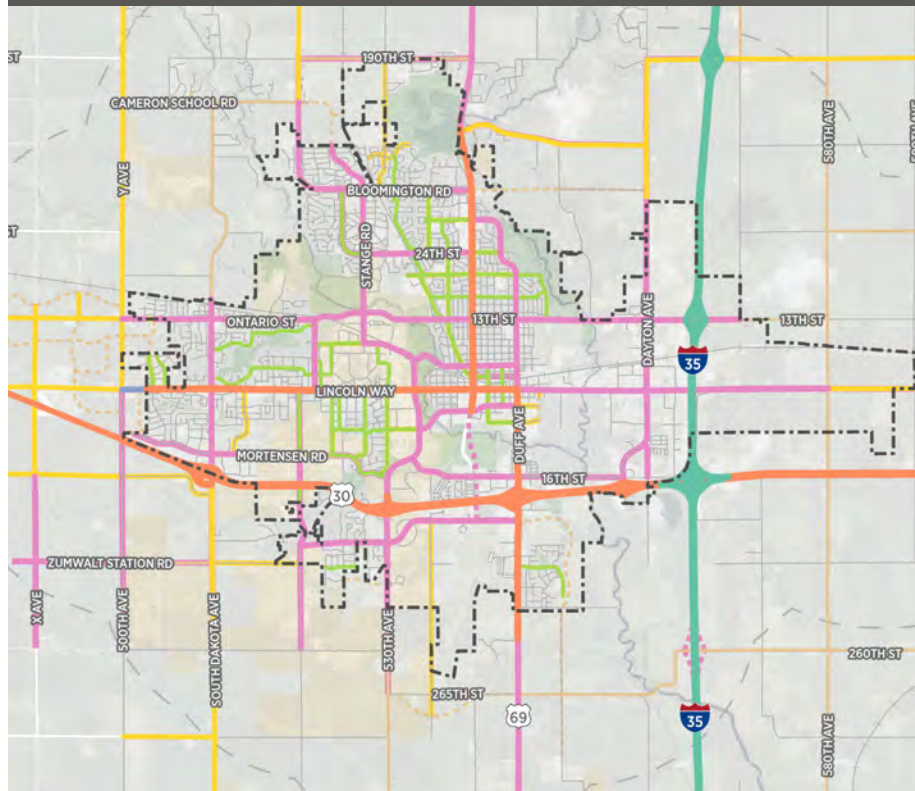 190TH ST
ST
CAMERON SCHOOL RD
580TH AVE
Y AVE
BLOOMINGTON RD
STANGE RD
24TH ST
ST
ONTARIO ST
13TH ST
13TH ST
DAYTON AVE
35
LINCOLN WAY
DUFF AVE
MORTENSEN RD
16TH ST
30
ZUMWALT STATION RD
X AVE
500TH AVE
SOUTH DAKOTA AVE
530TH AVE
260TH ST
265TH ST
69
35
580TH AVE